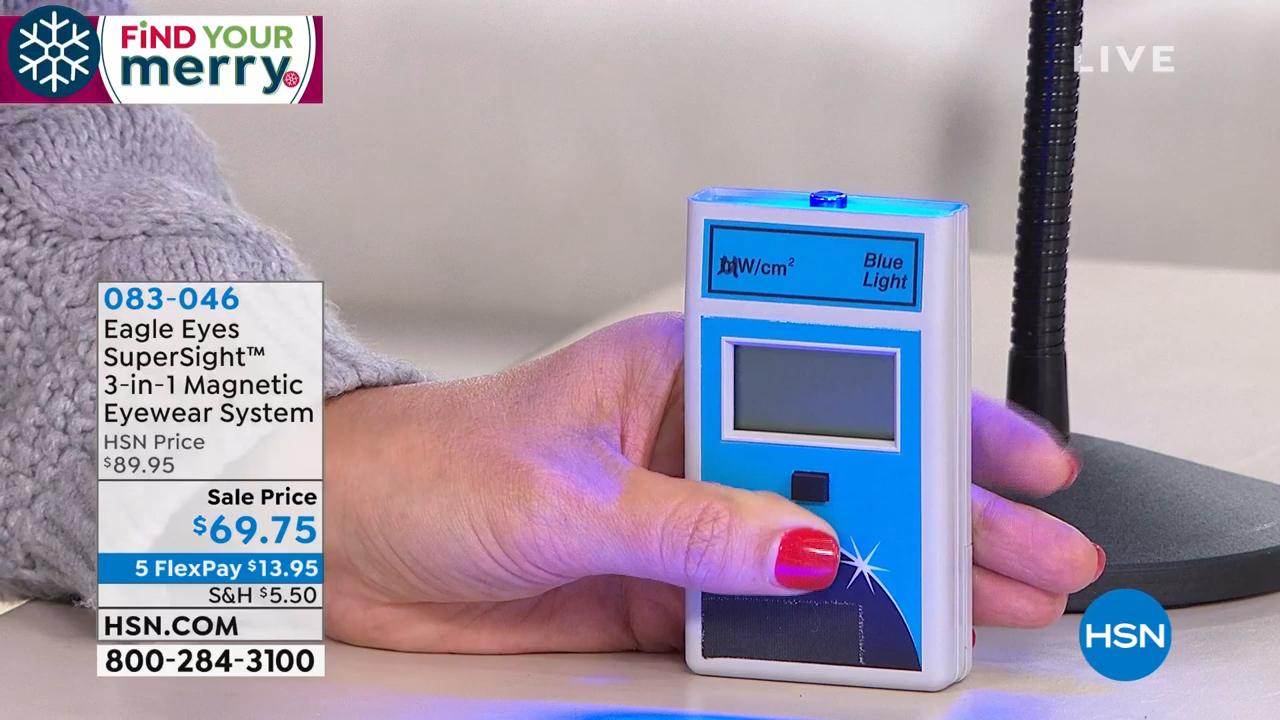 FiND YOUR
merry.
LIVE
083-046
Eagle Eyes
SuperSight™
3-in-1 Magnetic
Eyewear System
HSN Price
$89.95
Sale Price
$69.75
5 FlexPay $13.95
S&H $5.50
HSN.COM
800-284-3100
W/cm²
Blue
Light
HSN